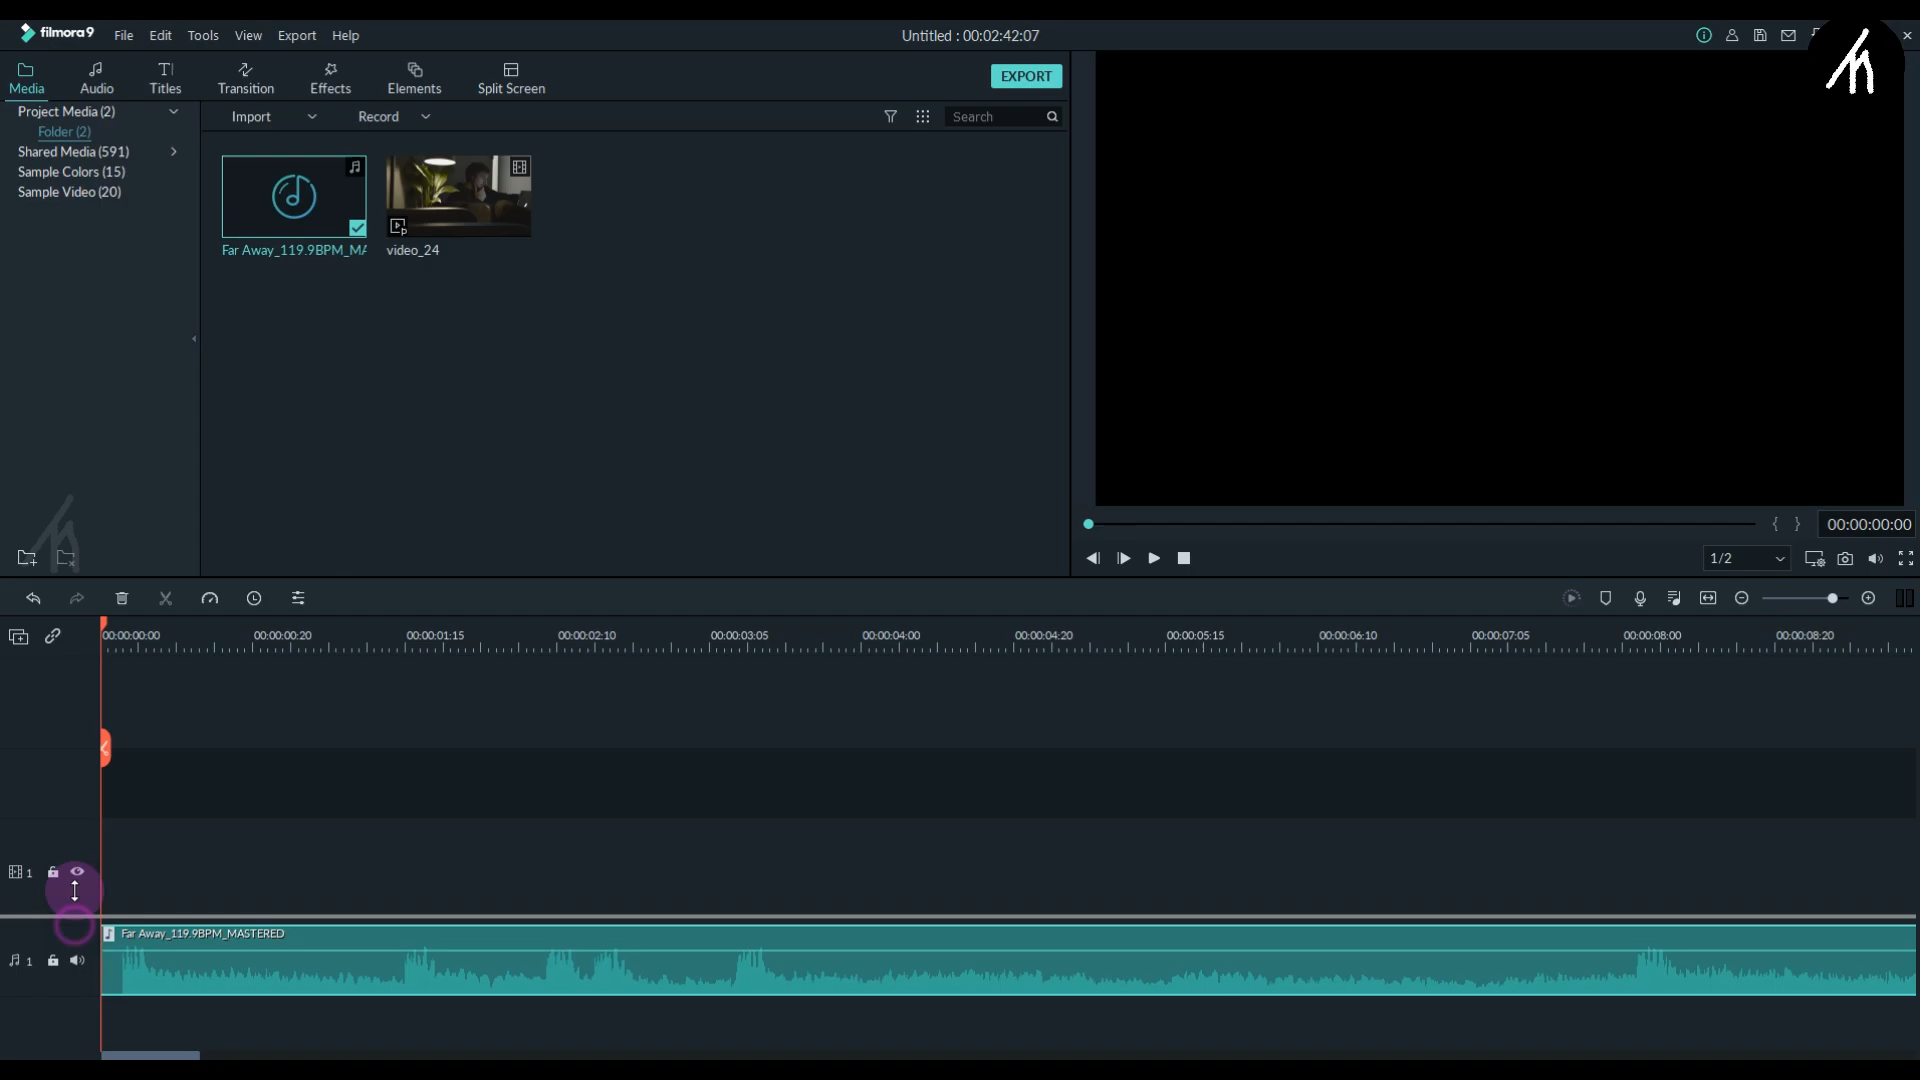 filmora9 File Edit Tools View Export Help
Untitled : 00:02:42:07
Media Audio Titles Transition Effects Elements Split Screen
EXPORT
Project Media (2)
Folder (2)
Shared Media (591)
Sample Colors (15)
Sample Video (20)
Import Record
Search
Far Away_119.9BPM_MA
video_24
00:00:00:00
1/2
00:00:00:00 00:00:00:20 00:00:01:15 00:00:02:10 00:00:03:05 00:00:04:00 00:00:04:20 00:00:05:15 00:00:06:10 00:00:07:05 00:00:08:00 00:00:08:20
1
Far Away_119.9BPM_MASTERED
1